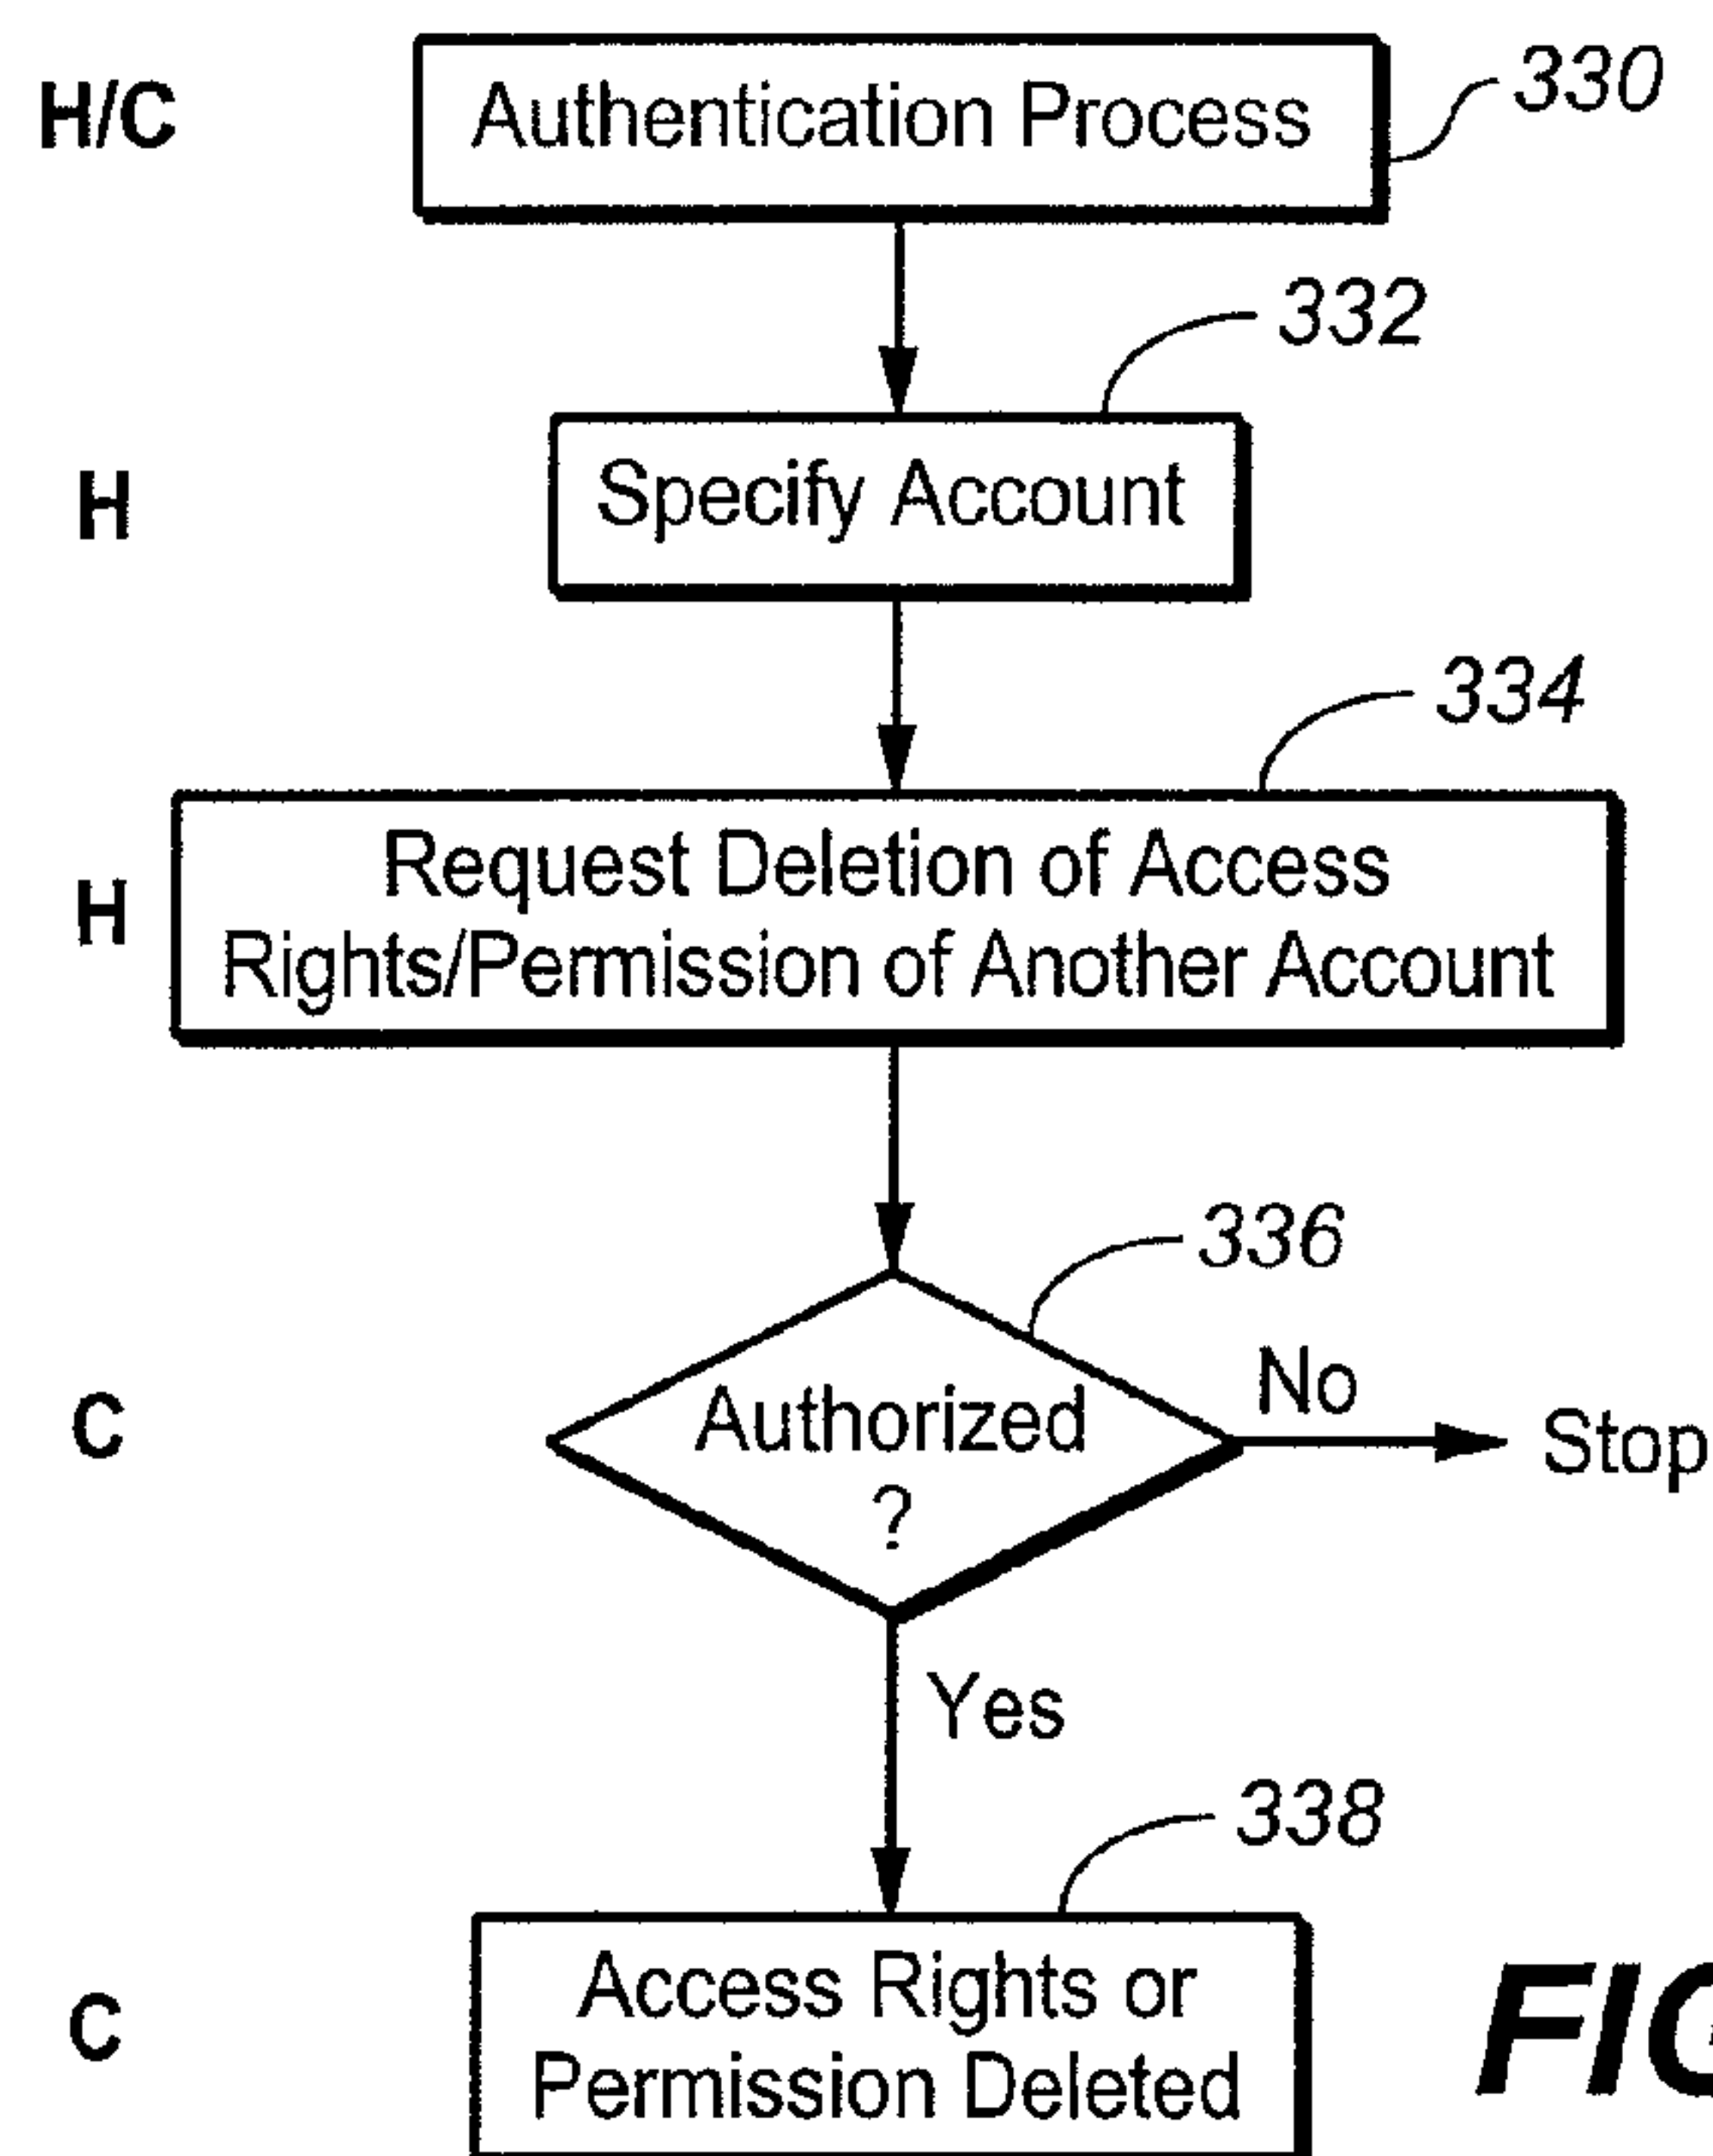 H/C
Authentication Process
330
332
H
Specify Account
334
H
Request Deletion of Access
Rights/Permission of Another Account
336
C
Authorized
?
No
Stop
Yes
338
C
Access Rights or
Permission Deleted